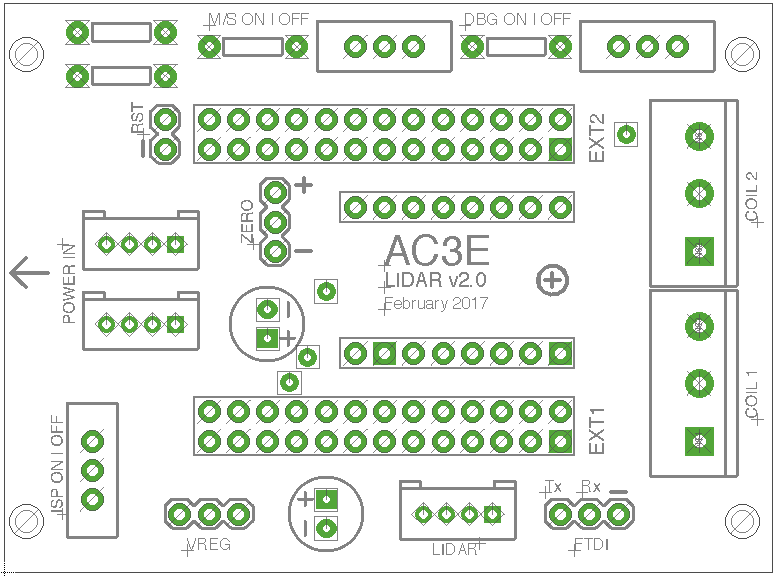 M/S ON | OFF
DBG ON | OFF
RST
EXT2
COIL 2
ZERO
+
−
AC3E
LIDAR v2.0
February 2017
+
POWER IN
−
+
COIL 1
EXT1
ISP ON | OFF
+
−
VREG
LIDAR
Tx Rx −
FTDI